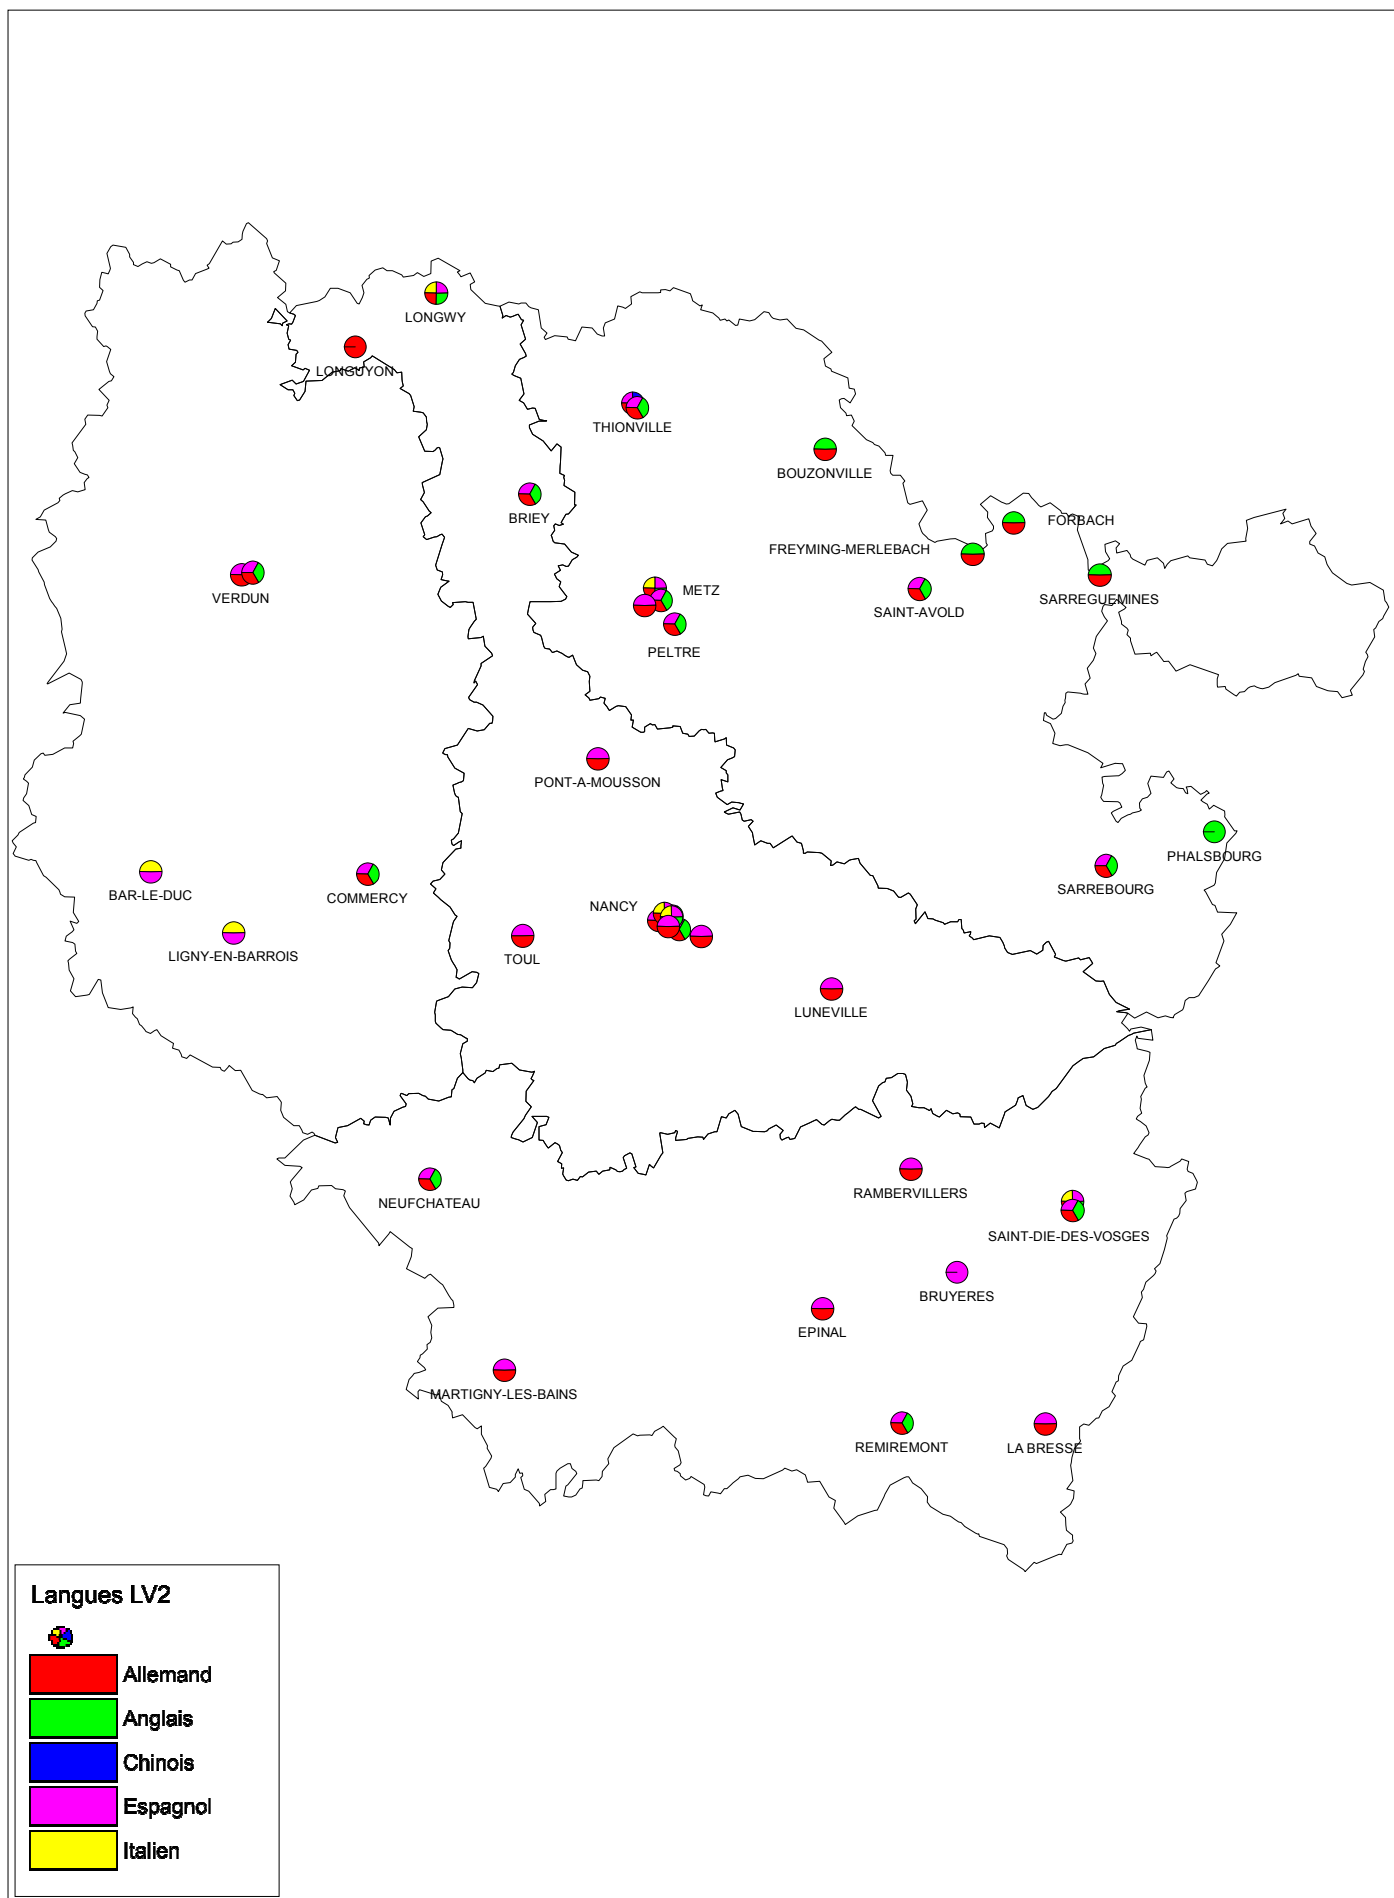 LONGWY
LONGUYON
THIONVILLE
BOUZONVILLE
BRIEY
FORBACH
FREYMING-MERLEBACH
VERDUN
METZ
SAINT-AVOLD
SARREGUEMINES
PELTRE
PONT-A-MOUSSON
PHALSBOURG
BAR-LE-DUC
COMMERCY
SARREBOURG
NANCY
LIGNY-EN-BARROIS
TOUL
LUNEVILLE
NEUFCHATEAU
RAMBERVILLERS
SAINT-DIE-DES-VOSGES
BRUYERES
EPINAL
MARTIGNY-LES-BAINS
REMIREMONT
LA BRESSE
Langues LV2
Allemand
Anglais
Chinois
Espagnol
Italien